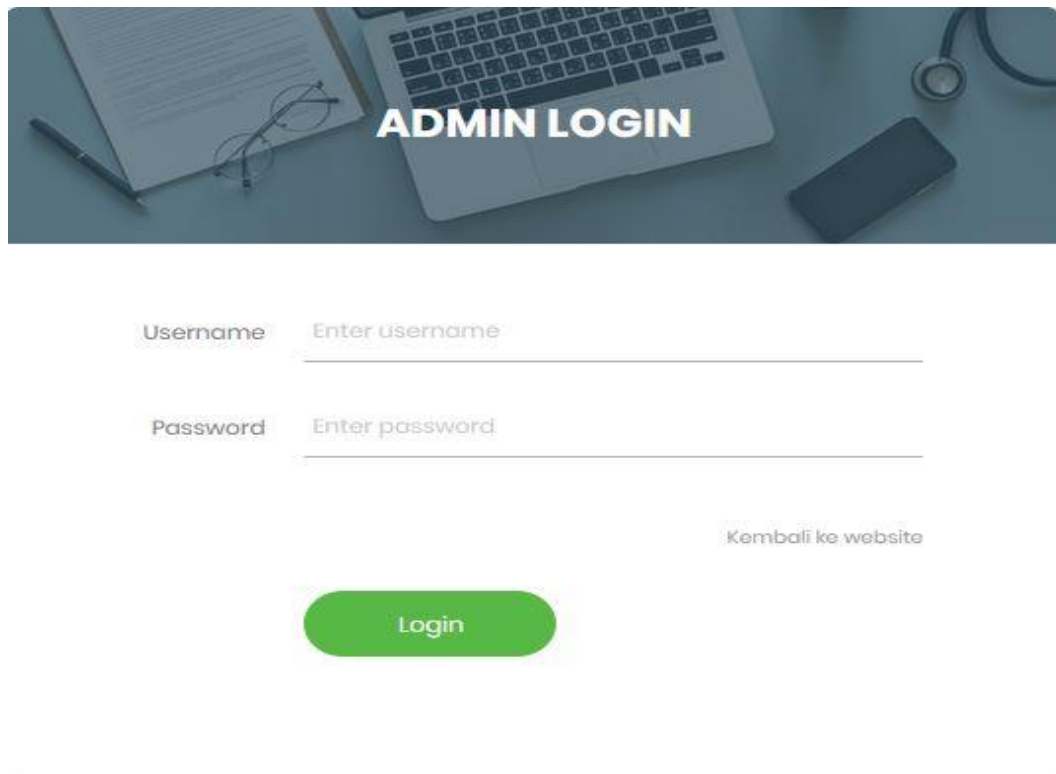 ADMIN LOGIN
Username
Enter username
Password
Enter password
Kembali ke website
Login